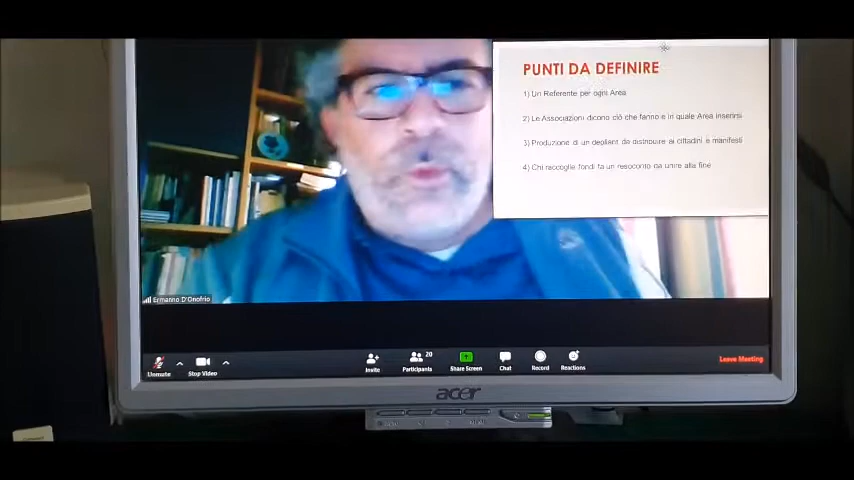 PUNTI DA DEFINIRE
1) Un Referente per ogni Area
2) Le Associazioni dicono ciò che fanno e in quale Area inserirsi
3) Produzione di un depliant da distribuire ai cittadini e manifesti
4) Chi raccoglie fondi fa un resoconto da unire alla fine
Ermanno D'Onofrio
20
Unmute
Stop Video
Invite
Participants
Share Screen
Chat
Record
Reactions
Leave Meeting
acer